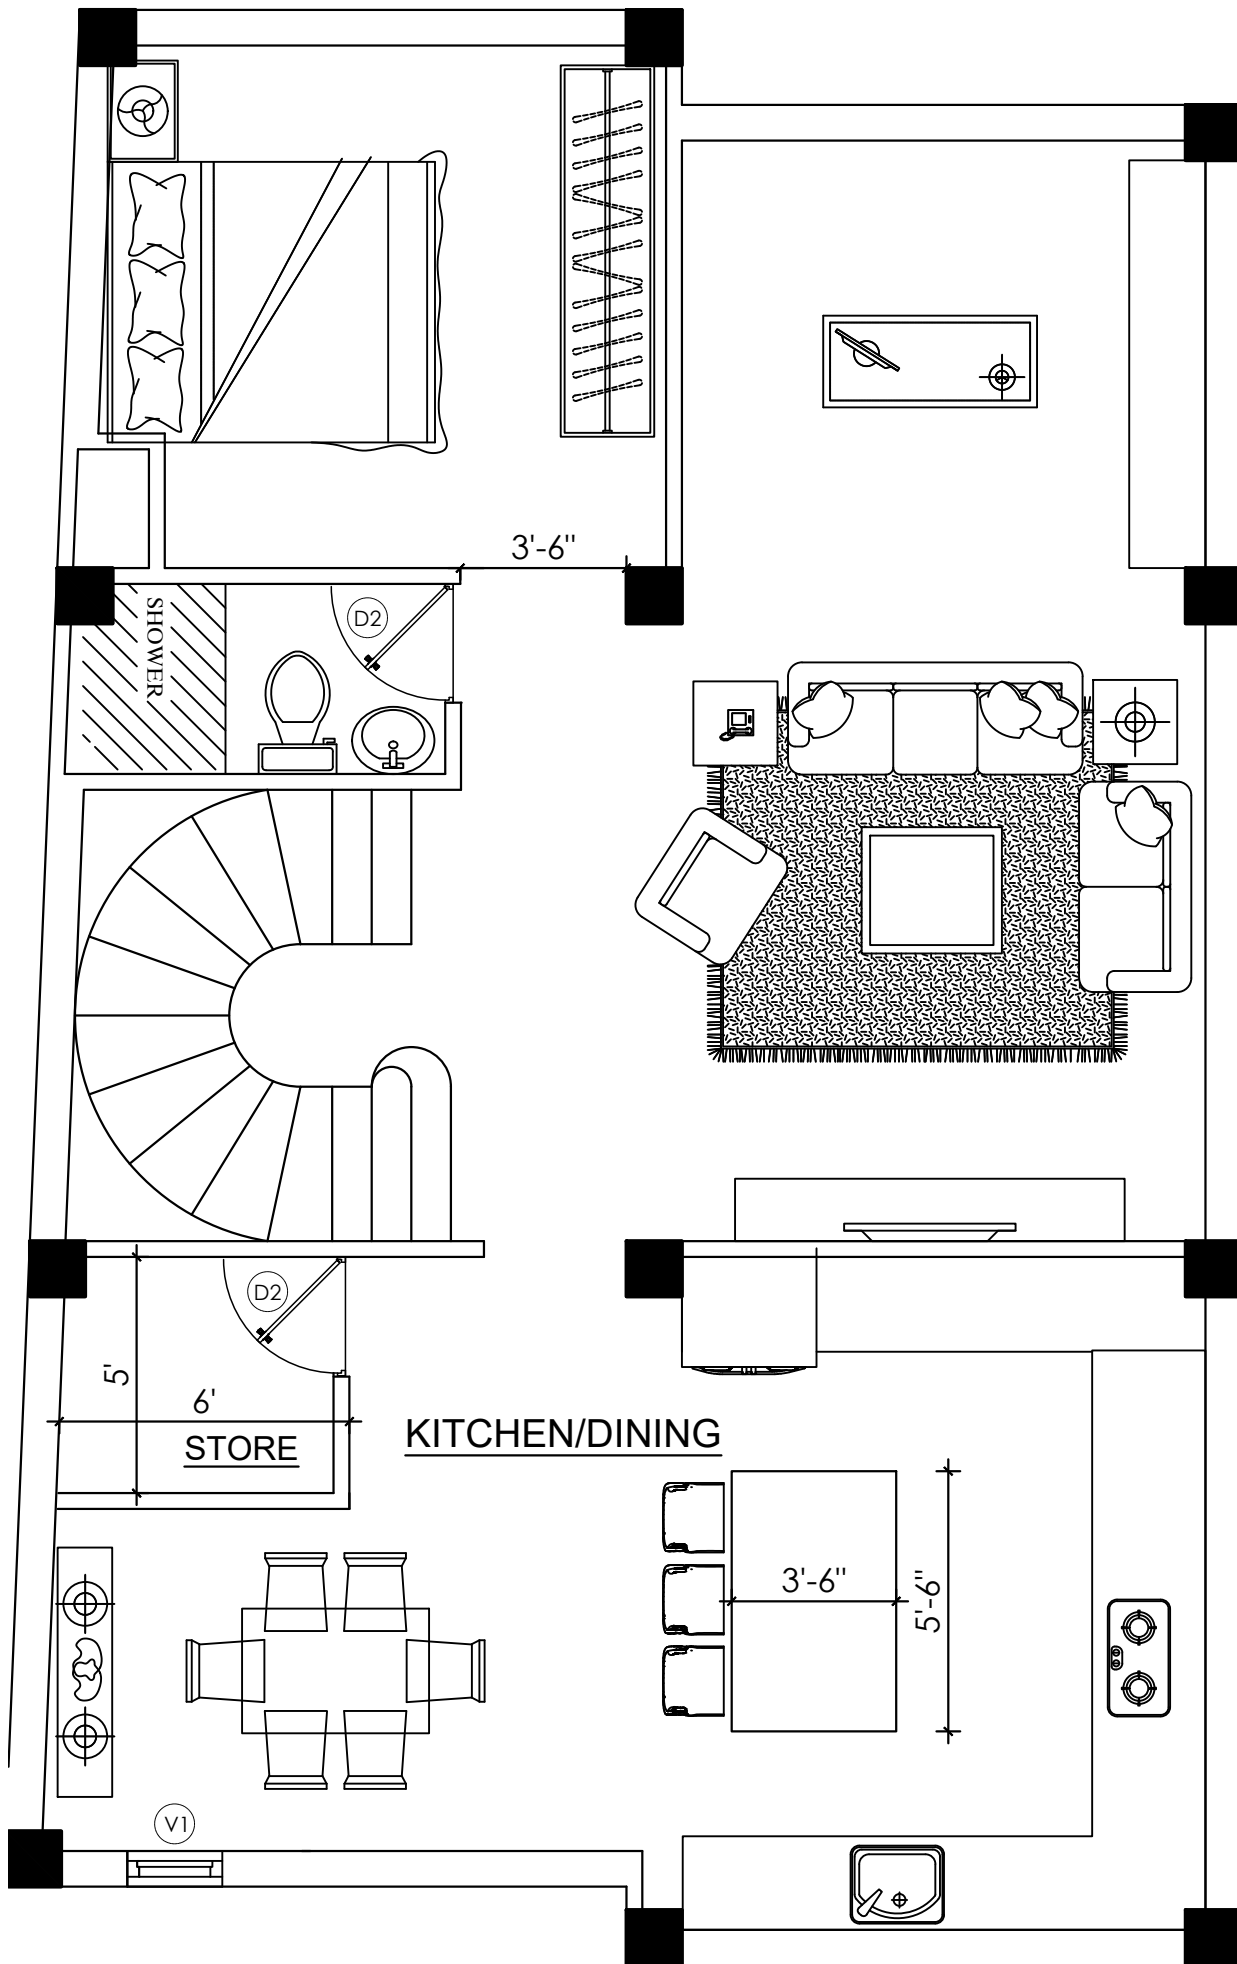 3'-6"
D2
SHOWER
D2
5'
6'
STORE
KITCHEN/DINING
3'-6"
5'-6"
V1